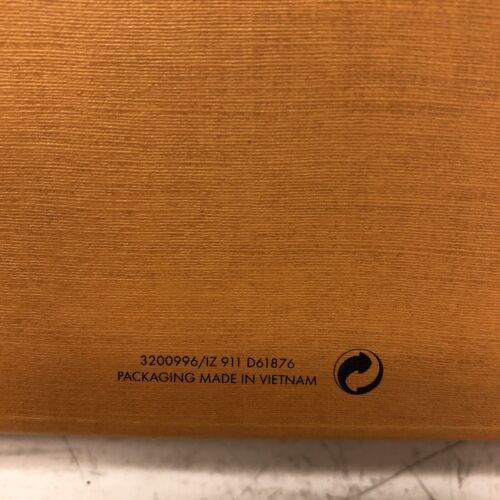 3200996/IZ 911 D61876
PACKAGING MADE IN VIETNAM